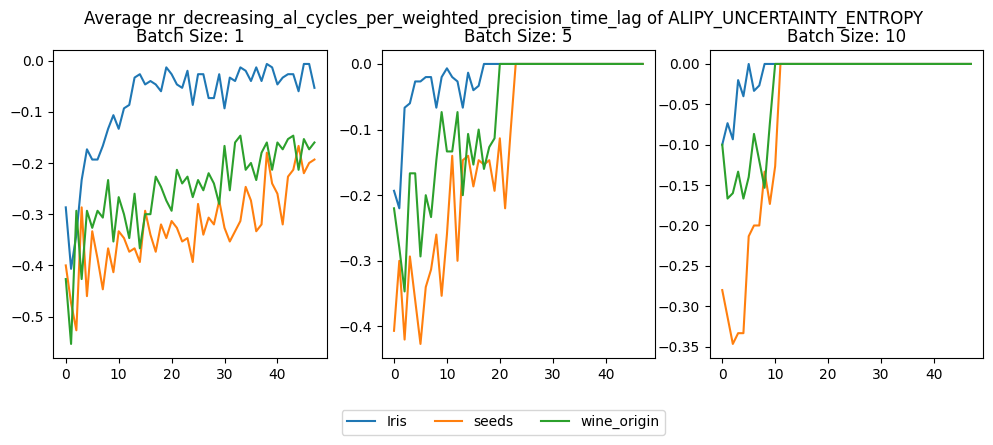 Average nr_decreasing_al_cycles_per_weighted_precision_time_lag of ALIPY_UNCERTAINTY_ENTROPY
Batch Size: 1
0.0
−0.1
−0.2
−0.3
−0.4
−0.5
0 10 20 30 40
Batch Size: 5
0.0
−0.1
−0.2
−0.3
−0.4
0 20 40
Batch Size: 10
0.00
−0.05
−0.10
−0.15
−0.20
−0.25
−0.30
−0.35
0 10 20 30 40
Iris seeds wine_origin